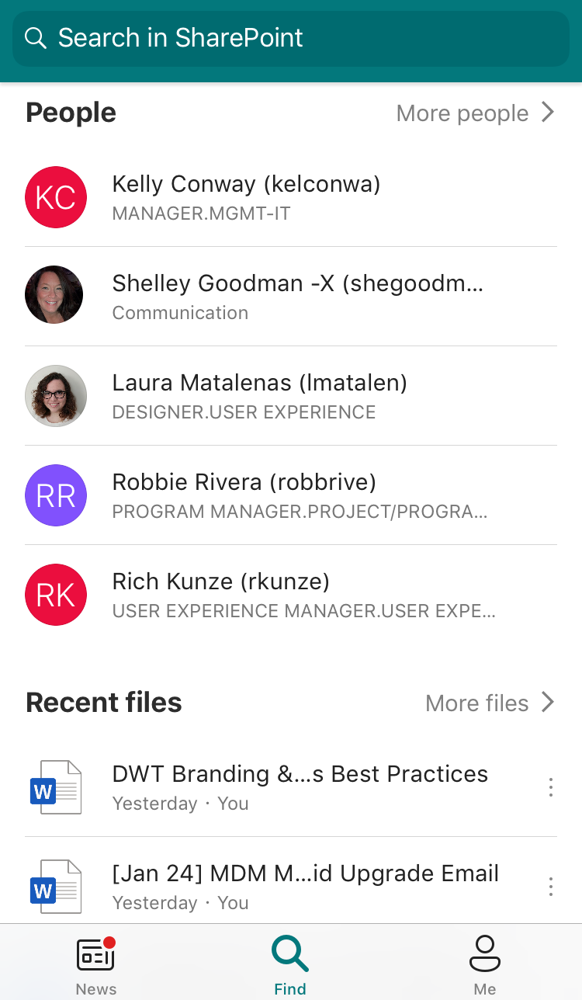 Search in SharePoint
People
More people
KC
Kelly Conway (kelconwa)
MANAGER.MGMT-IT
Shelley Goodman -X (shegoodm...
Communication
Laura Matalenas (lmatalen)
DESIGNER.USER EXPERIENCE
RR
Robbie Rivera (robbrive)
PROGRAM MANAGER.PROJECT/PROGRA...
RK
Rich Kunze (rkunze)
USER EXPERIENCE MANAGER.USER EXPE...
Recent files
More files
W
DWT Branding &...s Best Practices
Yesterday · You
W
[Jan 24] MDM M...id Upgrade Email
Yesterday · You
News
Find
Me